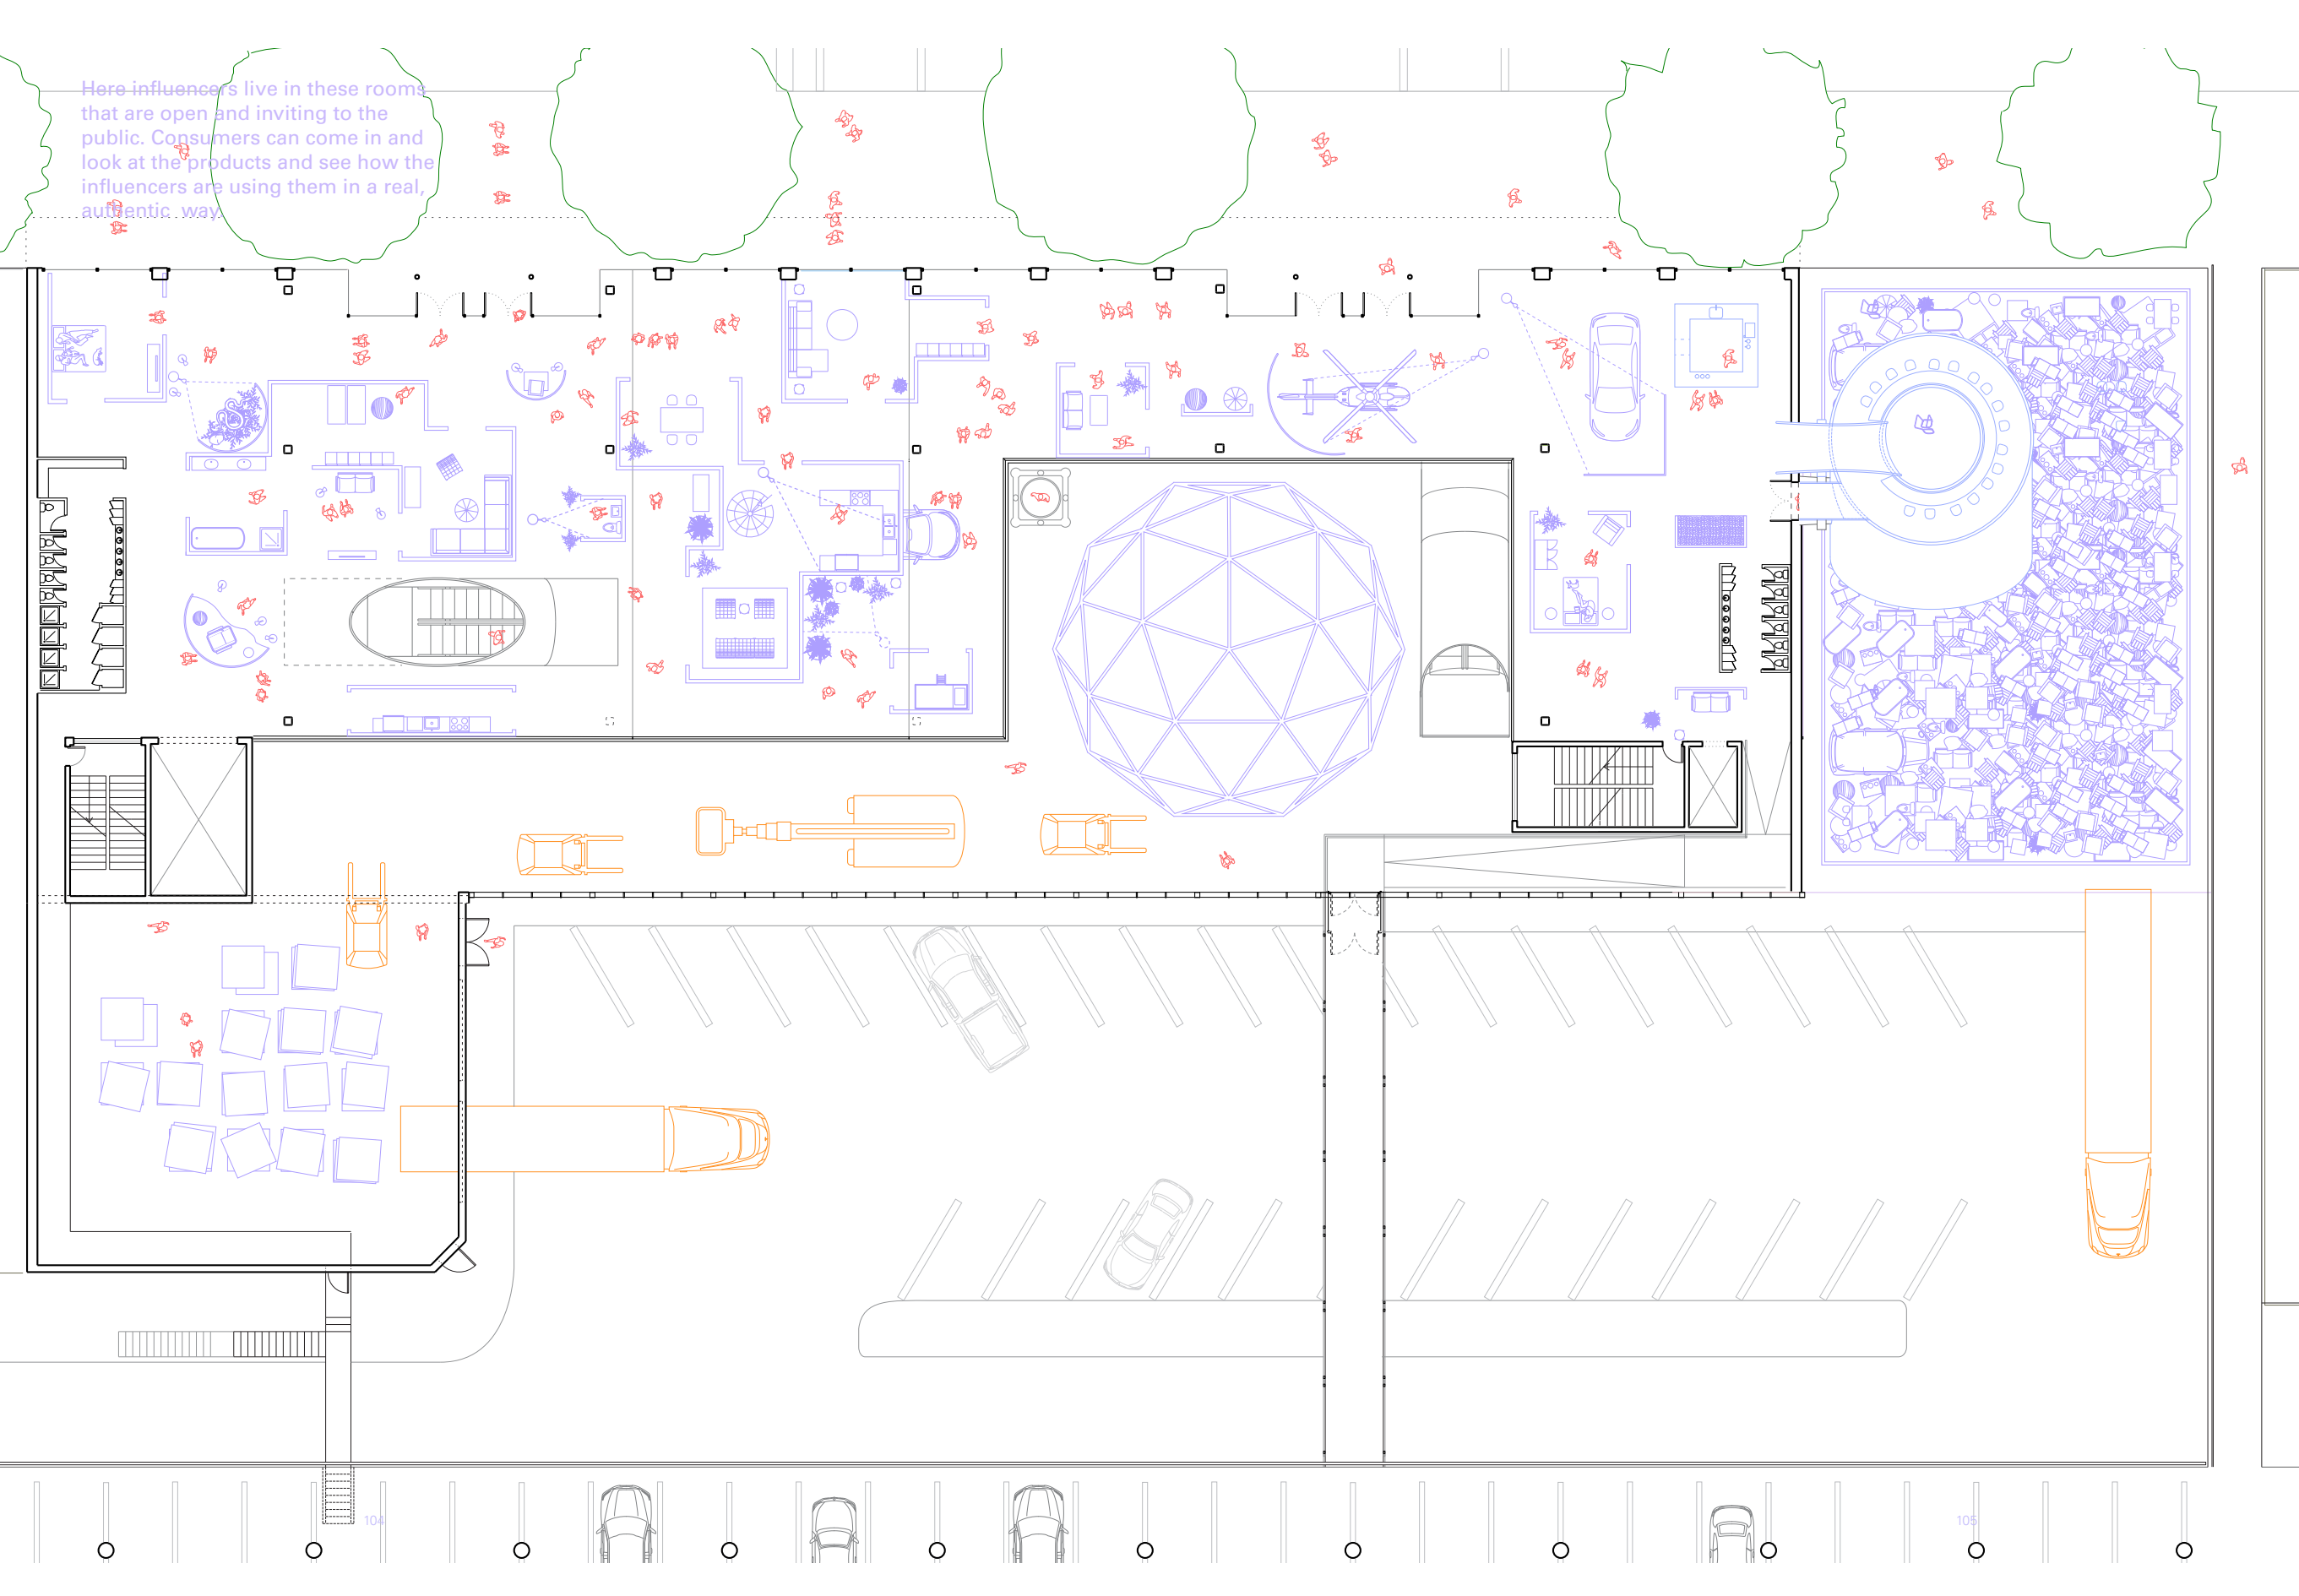 Here influencers live in these rooms
that are open and inviting to the
public. Consumers can come in and
look at the products and see how the
influencers are using them in a real,
authentic way.
104
105